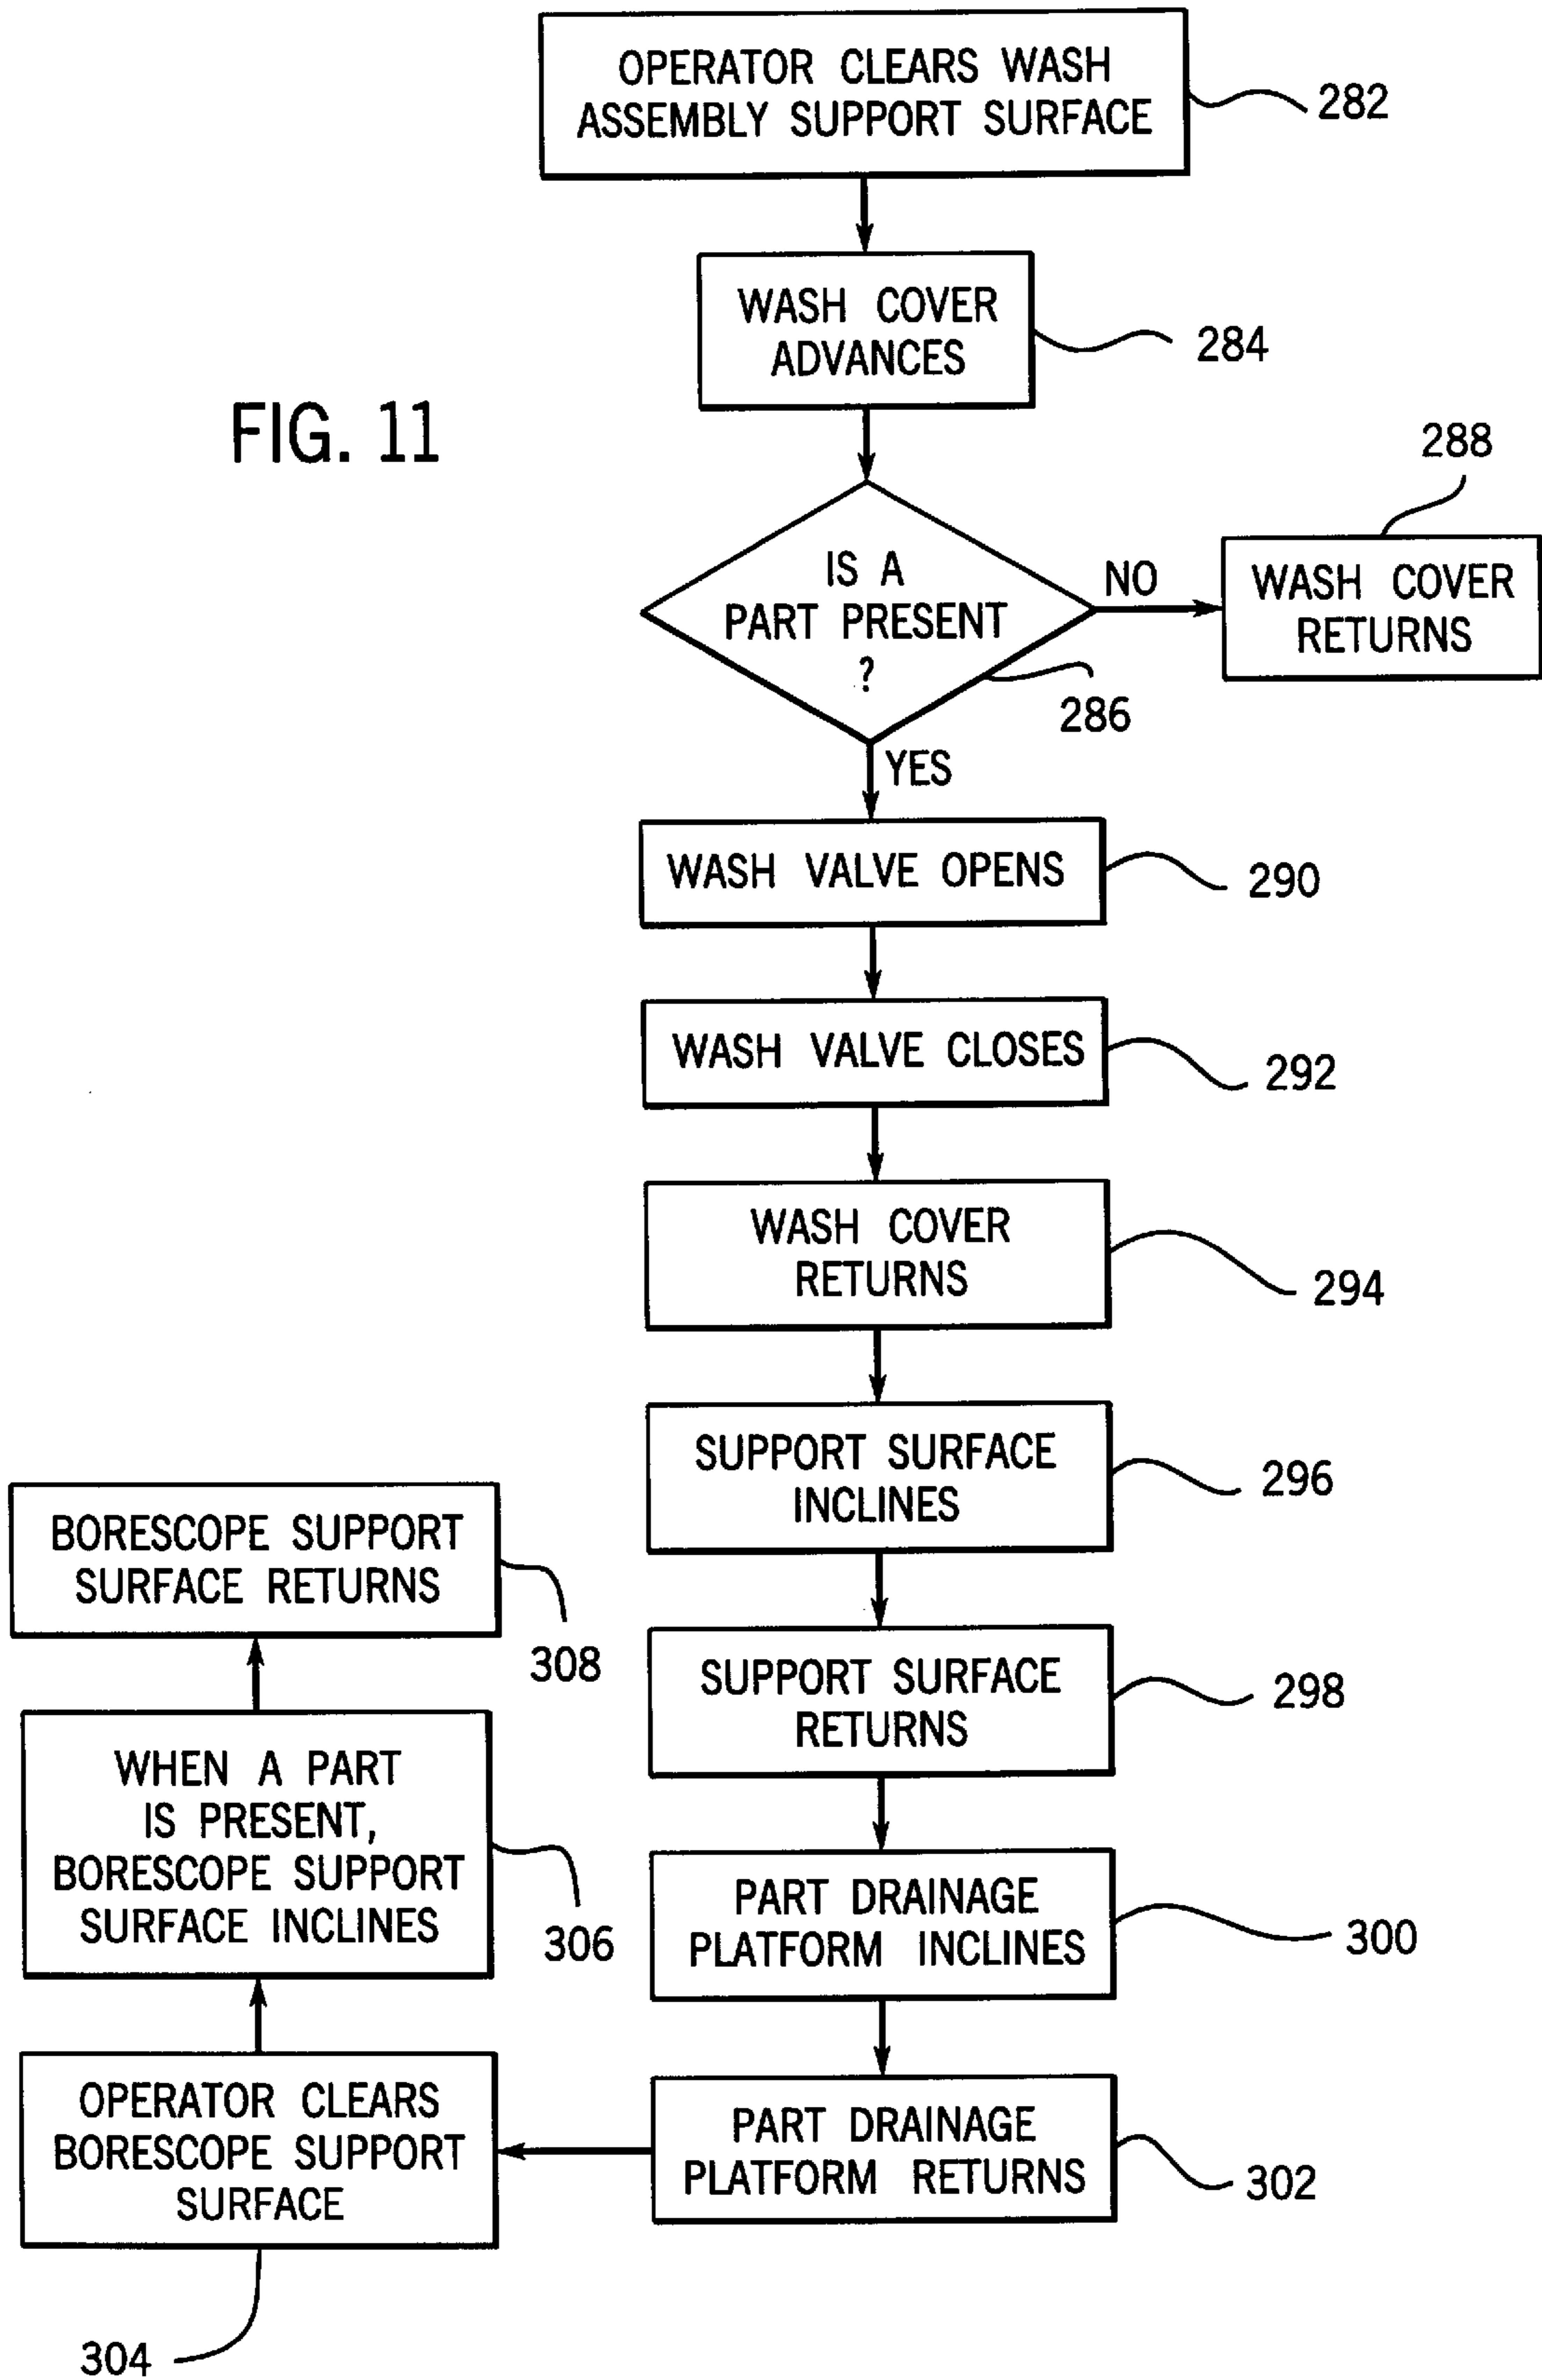 OPERATOR CLEARS WASH
ASSEMBLY SUPPORT SURFACE
282
WASH COVER
ADVANCES
284
FIG. 11
IS A
PART PRESENT
?
286
NO
288
WASH COVER
RETURNS
YES
WASH VALVE OPENS
290
WASH VALVE CLOSES
292
WASH COVER
RETURNS
294
SUPPORT SURFACE
INCLINES
296
SUPPORT SURFACE
RETURNS
298
PART DRAINAGE
PLATFORM INCLINES
300
PART DRAINAGE
PLATFORM RETURNS
302
OPERATOR CLEARS
BORESCOPE SUPPORT
SURFACE
304
WHEN A PART
IS PRESENT,
BORESCOPE SUPPORT
SURFACE INCLINES
306
BORESCOPE SUPPORT
SURFACE RETURNS
308